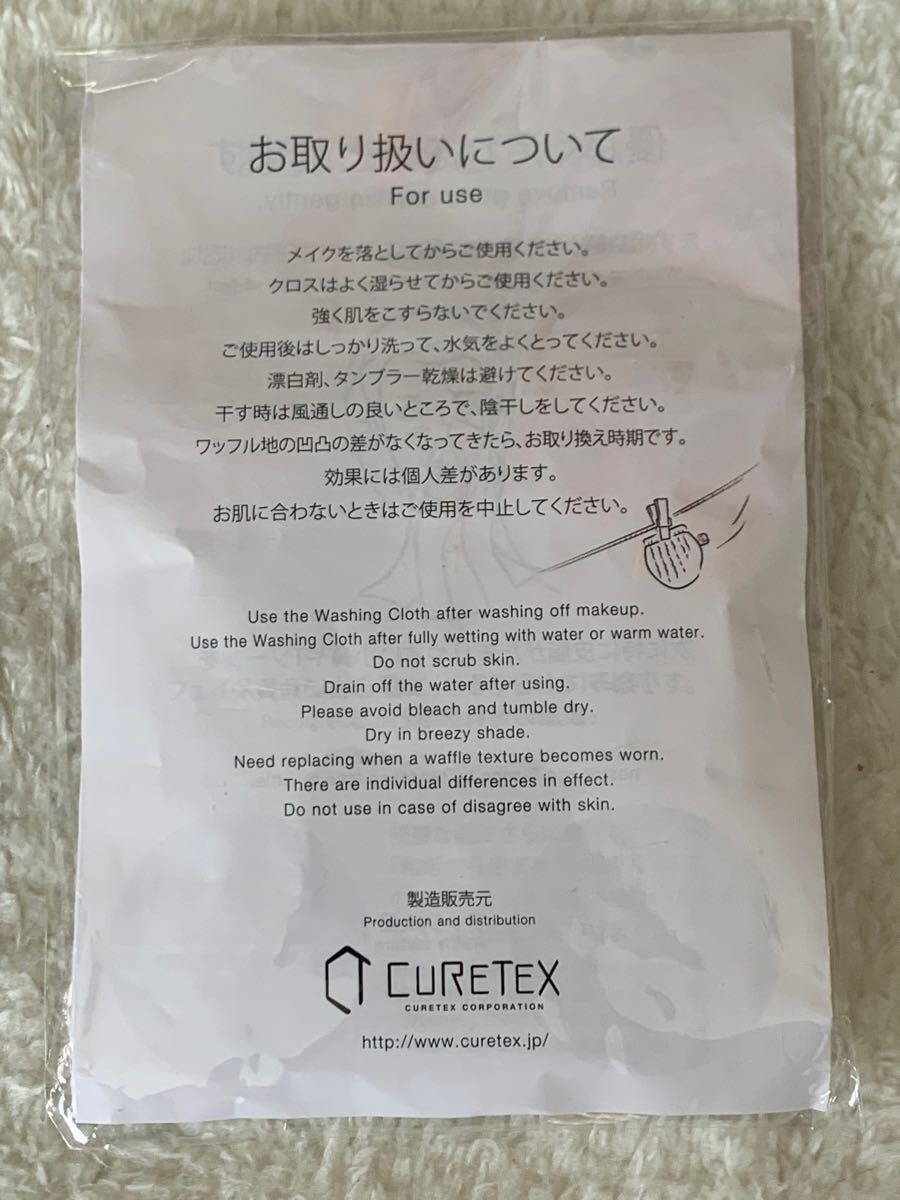 お取り扱いについて
For use
メイクを落としてからご使用ください。
クロスはよく湿らせてからご使用ください。
強く肌をこすらないでください。
ご使用後はしっかり洗って、水気をよくとってください。
漂白剤、タンブラー乾燥は避けてください。
干す時は風通しの良いところで、陰干しをしてください。
ワッフル地の凹凸の差がなくなってきたら、お取り換え時期です。
効果には個人差があります。
お肌に合わないときはご使用を中止してください。
Use the Washing Cloth after washing off makeup.
Use the Washing Cloth after fully wetting with water or warm water.
Do not scrub skin.
Drain off the water after using.
Please avoid bleach and tumble dry.
Dry in breezy shade.
Need replacing when a waffle texture becomes worn.
There are individual differences in effect.
Do not use in case of disagree with skin.
製造販売元
Production and distribution
CURETEX
CURETEX CORPORATION
http://www.curetex.jp/